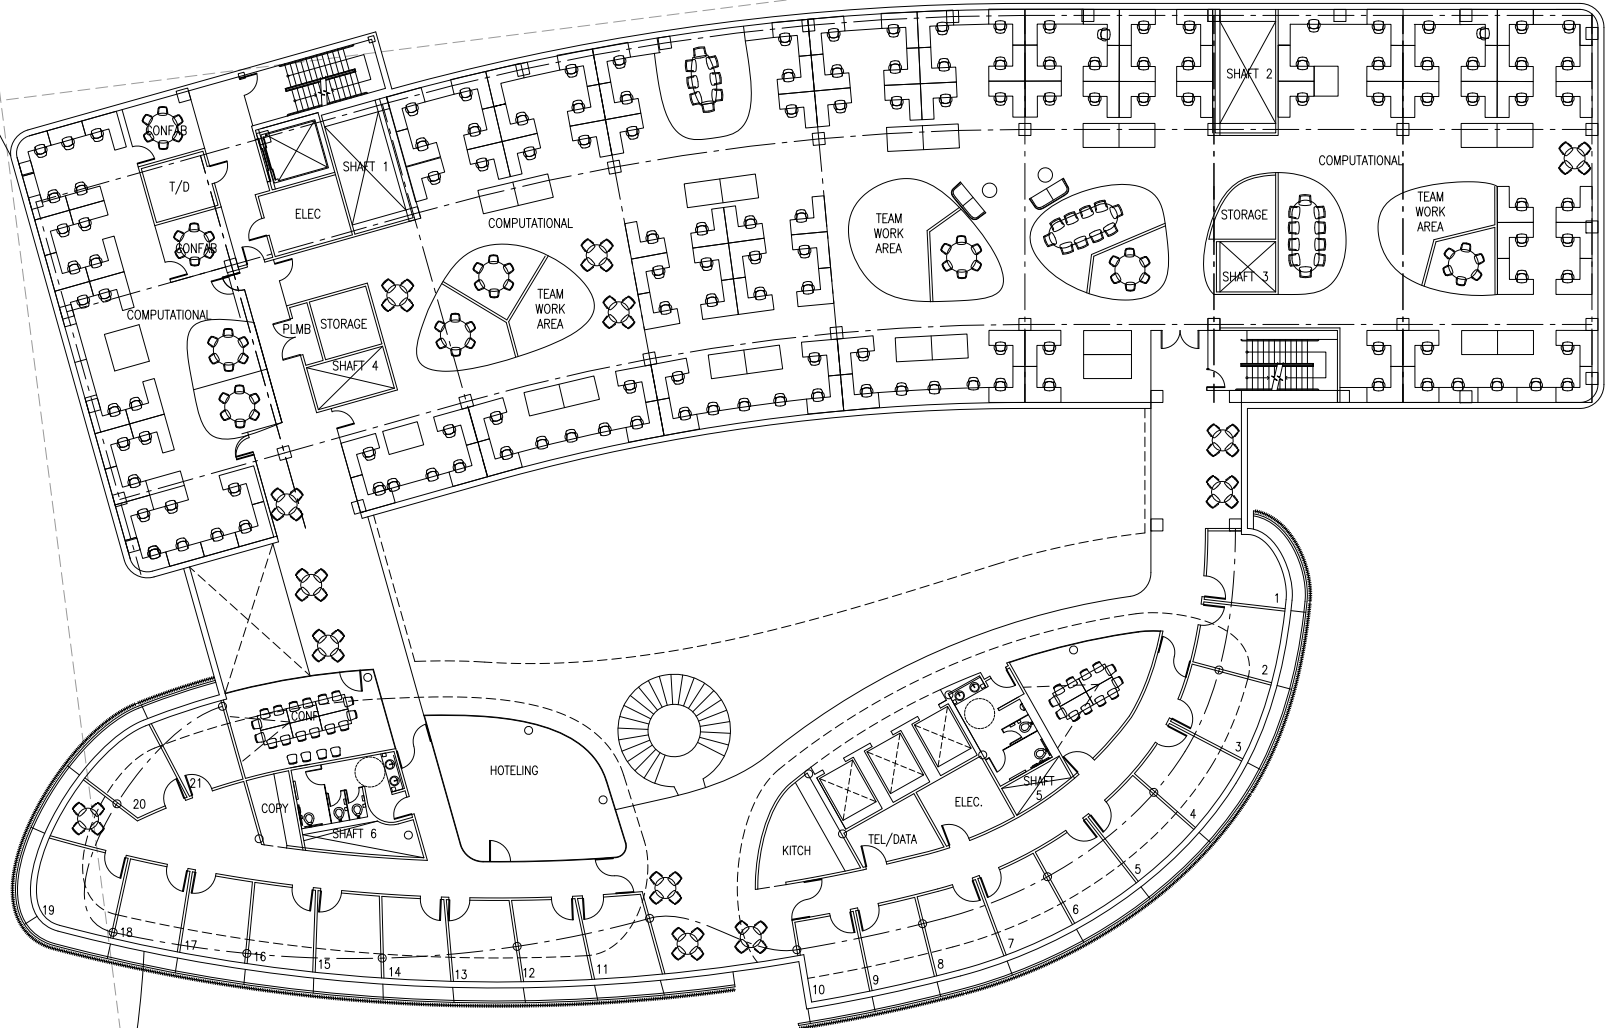 SHAFT 2
CONFAB
SHAFT 1
COMPUTATIONAL
T/D
ELEC
TEAM
WORK
AREA
STORAGE
TEAM
WORK
AREA
COMPUTATIONAL
CONFAB
SHAFT 3
TEAM
WORK
AREA
COMPUTATIONAL
PLMB
STORAGE
SHAFT 4
1
2
CONF
3
HOTELING
SHAFT
5
21
20
COPY
ELEC.
4
SHAFT 6
TEL/DATA
KITCH
5
19
6
18
17
16
15
14
13
12
11
7
8
9
10